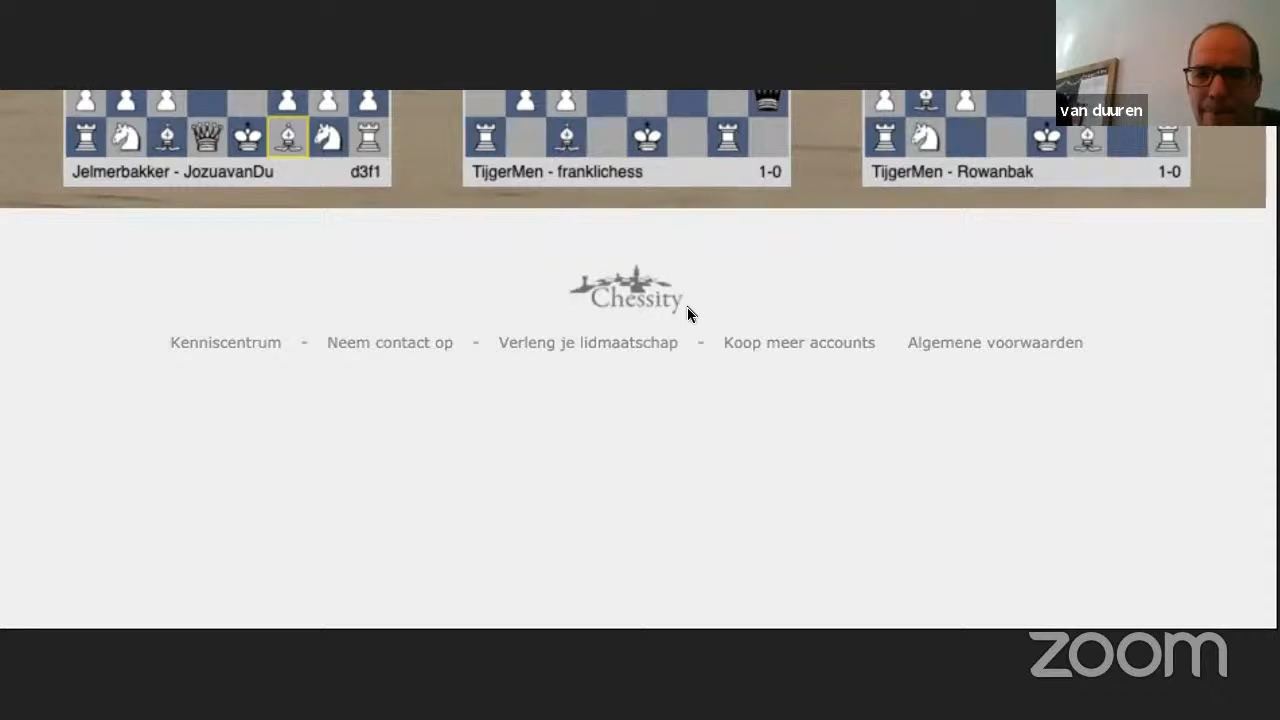 van duuren
Jelmerbakker - JozuavanDu d3f1
TijgerMen - franklichess 1-0
TijgerMen - Rowanbak 1-0
Chessity
Kenniscentrum - Neem contact op - Verleng je lidmaatschap - Koop meer accounts Algemene voorwaarden
zoom